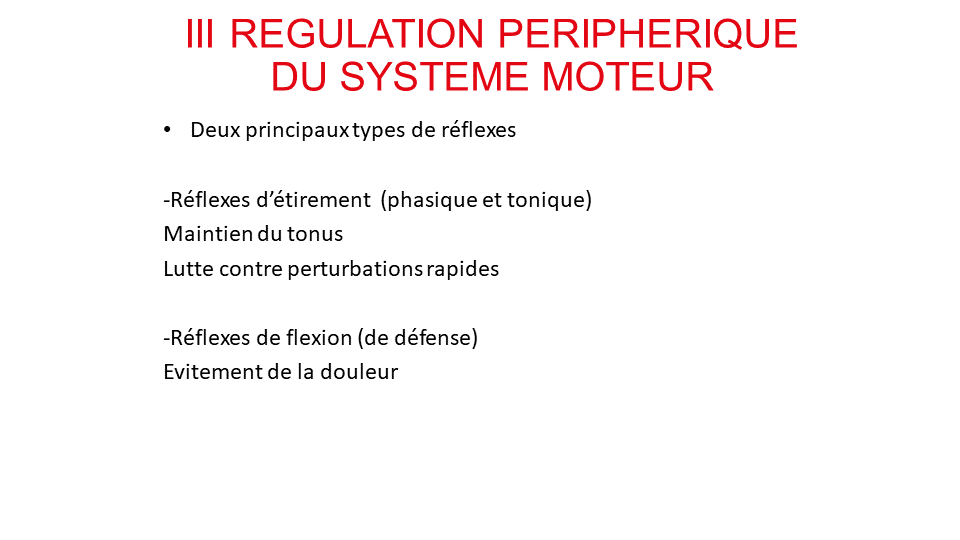 III REGULATION PERIPHERIQUE
DU SYSTEME MOTEUR
• Deux principaux types de réflexes
-Réflexes d’étirement (phasique et tonique)
Maintien du tonus
Lutte contre perturbations rapides
-Réflexes de flexion (de défense)
Evitement de la douleur